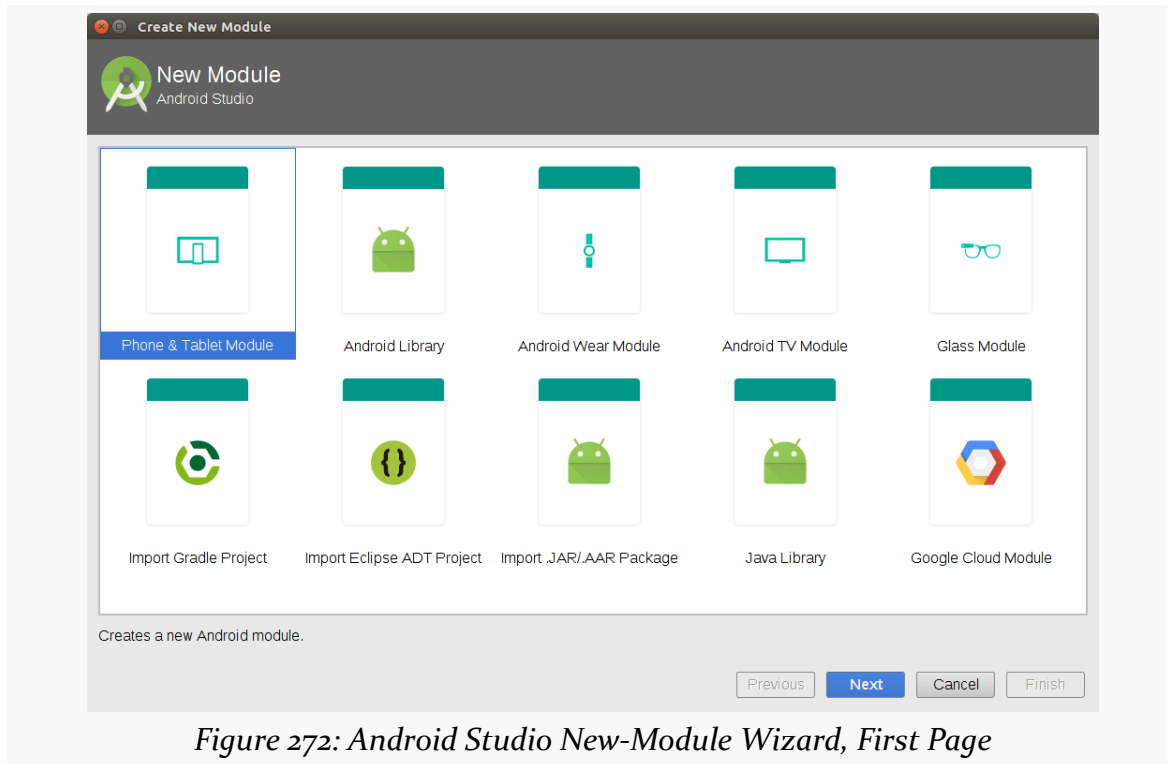 Create New Module
New Module
Android Studio
Phone & Tablet Module
Android Library
Android Wear Module
Android TV Module
Glass Module
{}
Import Gradle Project
Import Eclipse ADT Project
Import .JAR/.AAR Package
Java Library
Google Cloud Module
Creates a new Android module.
Previous
Next
Cancel
Finish
Figure 272: Android Studio New-Module Wizard, First Page